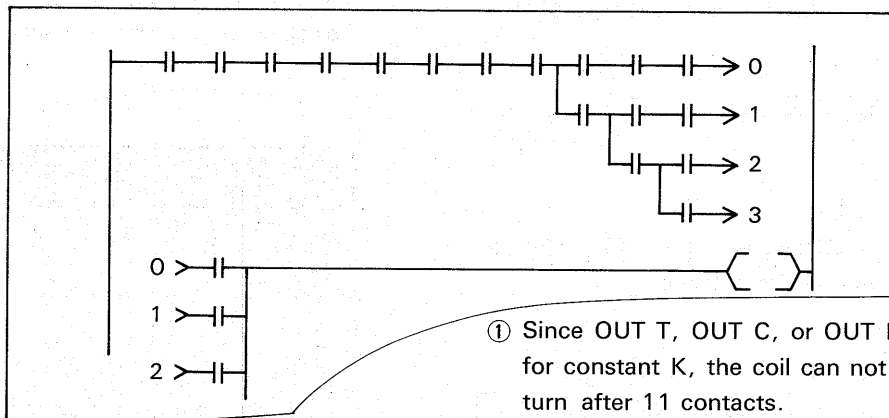 0
1
2
3
0
1
2
① Since OUT T, OUT C, or OUT
for constant K, the coil can not
turn after 11 contacts.